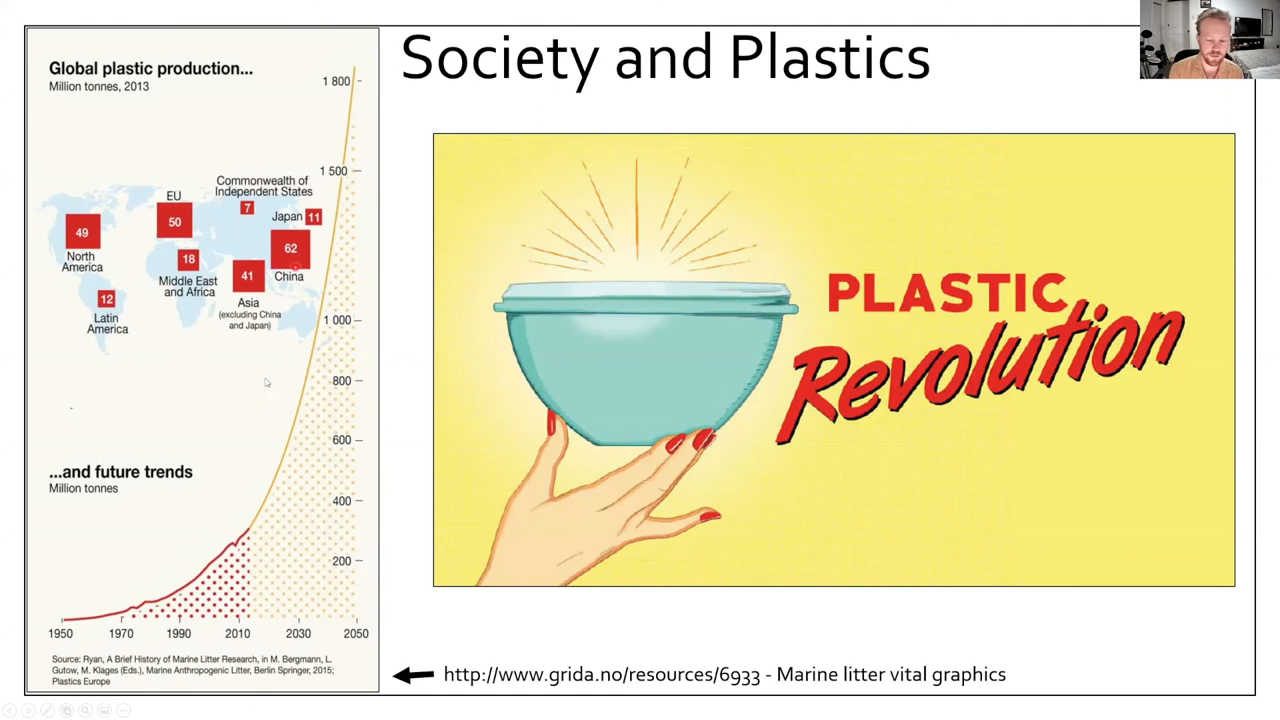 Society and Plastics
Global plastic production...
Million tonnes, 2013
1 800
1 500
1 000
800
600
400
200
49
North
America
12
Latin
America
EU
50
18
Middle East
and Africa
Commonwealth of
Independent States
7
Japan 11
62
China
41
Asia
(excluding China
and Japan)
...and future trends
Million tonnes
1950 1970 1990 2010 2030 2050
Source: Ryan, A Brief History of Marine Litter Research, in M. Bergmann, L.
Gutow, M. Klages (Eds.), Marine Anthropogenic Litter, Berlin Springer, 2015;
Plastics Europe
PLASTIC
Revolution
http://www.grida.no/resources/6933 - Marine litter vital graphics